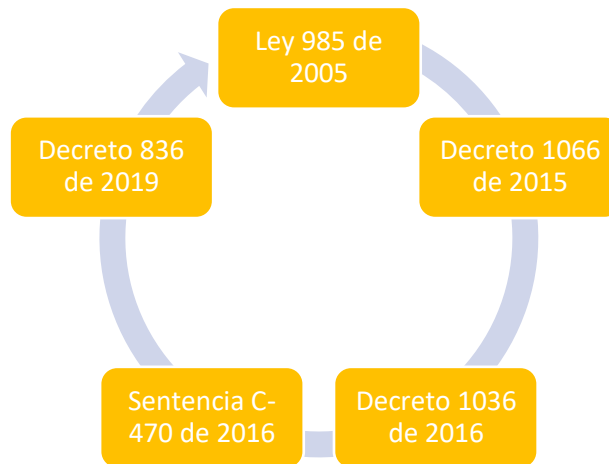 Ley 985 de
2005
Decreto 1066
de 2015
Decreto 1036
de 2016
Sentencia C-
470 de 2016
Decreto 836
de 2019